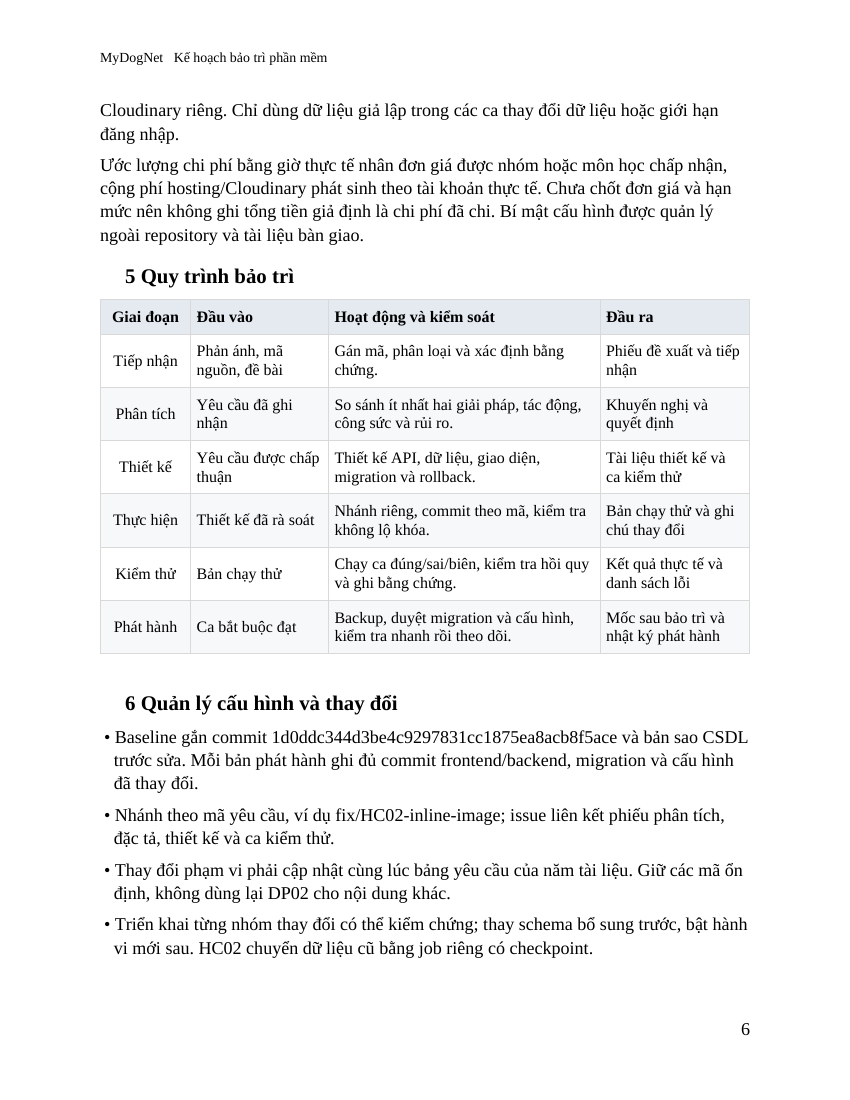 MyDogNet Kế hoạch bảo trì phần mềm
Cloudinary riêng. Chỉ dùng dữ liệu giả lập trong các ca thay đổi dữ liệu hoặc giới hạn
đăng nhập.
Ước lượng chi phí bằng giờ thực tế nhân đơn giá được nhóm hoặc môn học chấp nhận,
cộng phí hosting/Cloudinary phát sinh theo tài khoản thực tế. Chưa chốt đơn giá và hạn
mức nên không ghi tổng tiền giả định là chi phí đã chi. Bí mật cấu hình được quản lý
ngoài repository và tài liệu bàn giao.
5 Quy trình bảo trì
Giai đoạn Đầu vào Hoạt động và kiểm soát Đầu ra
Tiếp nhận
Phản ánh, mã
nguồn, đề bài
Gán mã, phân loại và xác định bằng
chứng.
Phiếu đề xuất và tiếp
nhận
Phân tích
Yêu cầu đã ghi
nhận
So sánh ít nhất hai giải pháp, tác động,
công sức và rủi ro.
Khuyến nghị và
quyết định
Thiết kế
Yêu cầu được chấp
thuận
Thiết kế API, dữ liệu, giao diện,
migration và rollback.
Tài liệu thiết kế và
ca kiểm thử
Thực hiện
Thiết kế đã rà soát
Nhánh riêng, commit theo mã, kiểm tra
không lộ khóa.
Bản chạy thử và ghi
chú thay đổi
Kiểm thử
Bản chạy thử
Chạy ca đúng/sai/biên, kiểm tra hồi quy
và ghi bằng chứng.
Kết quả thực tế và
danh sách lỗi
Phát hành
Ca bắt buộc đạt
Backup, duyệt migration và cấu hình,
kiểm tra nhanh rồi theo dõi.
Mốc sau bảo trì và
nhật ký phát hành
6 Quản lý cấu hình và thay đổi
• Baseline gắn commit 1d0ddc344d3be4c9297831cc1875ea8acb8f5ace và bản sao CSDL
trước sửa. Mỗi bản phát hành ghi đủ commit frontend/backend, migration và cấu hình
đã thay đổi.
• Nhánh theo mã yêu cầu, ví dụ fix/HC02-inline-image; issue liên kết phiếu phân tích,
đặc tả, thiết kế và ca kiểm thử.
• Thay đổi phạm vi phải cập nhật cùng lúc bảng yêu cầu của năm tài liệu. Giữ các mã ổn
định, không dùng lại DP02 cho nội dung khác.
• Triển khai từng nhóm thay đổi có thể kiểm chứng; thay schema bổ sung trước, bật hành
vi mới sau. HC02 chuyển dữ liệu cũ bằng job riêng có checkpoint.
6